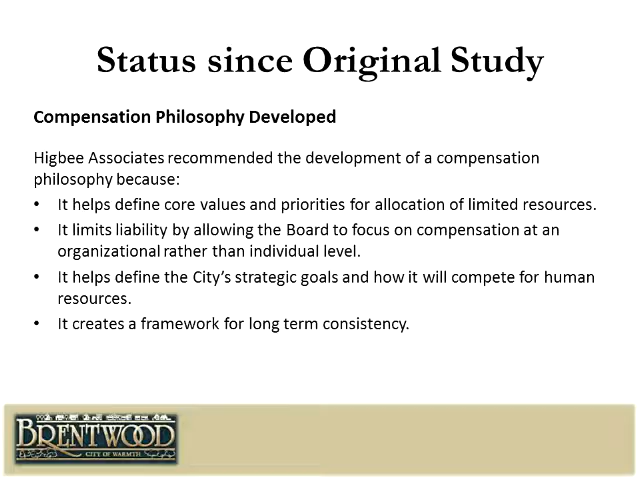 Status since Original Study
Compensation Philosophy Developed
Higbee Associates recommended the development of a compensation
philosophy because:
• It helps define core values and priorities for allocation of limited resources.
• It limits liability by allowing the Board to focus on compensation at an
organizational rather than individual level.
• It helps define the City's strategic goals and how it will compete for human
resources.
• It creates a framework for long term consistency.
BRENTWOOD
CITY OF WARMTH